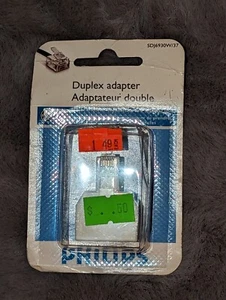 SDJ6930W/37
Duplex adapter
Adaptateur double
PHILIPS